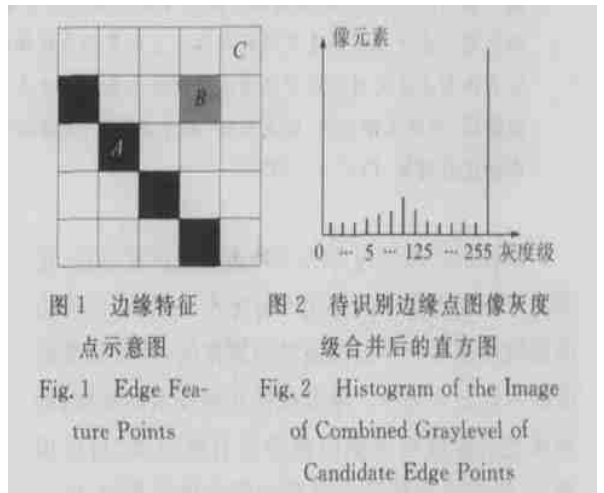 C
B
A
像元素
0 … 5 … 125 … 255 灰度级
图 1 边缘特征
点示意图
Fig. 1 Edge Fea-
ture Points
图 2 待识别边缘点图像灰度
级合并后的直方图
Fig. 2 Histogram of the Image
of Combined Graylevel of
Candidate Edge Points